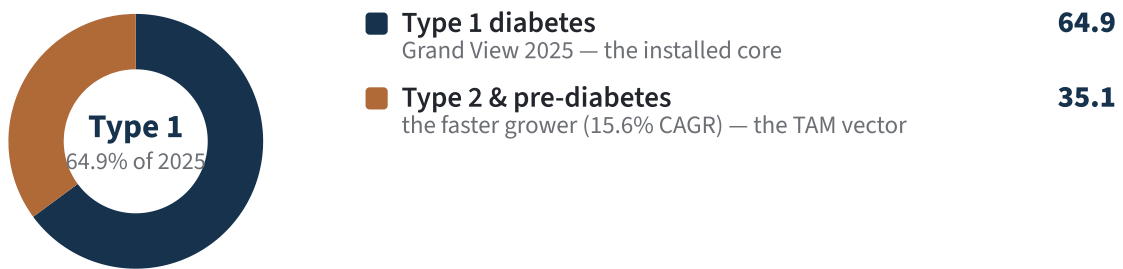 Type 1
64.9% of 2025
Type 1 diabetes
64.9
Grand View 2025 — the installed core
Type 2 & pre-diabetes
35.1
the faster grower (15.6% CAGR) — the TAM vector